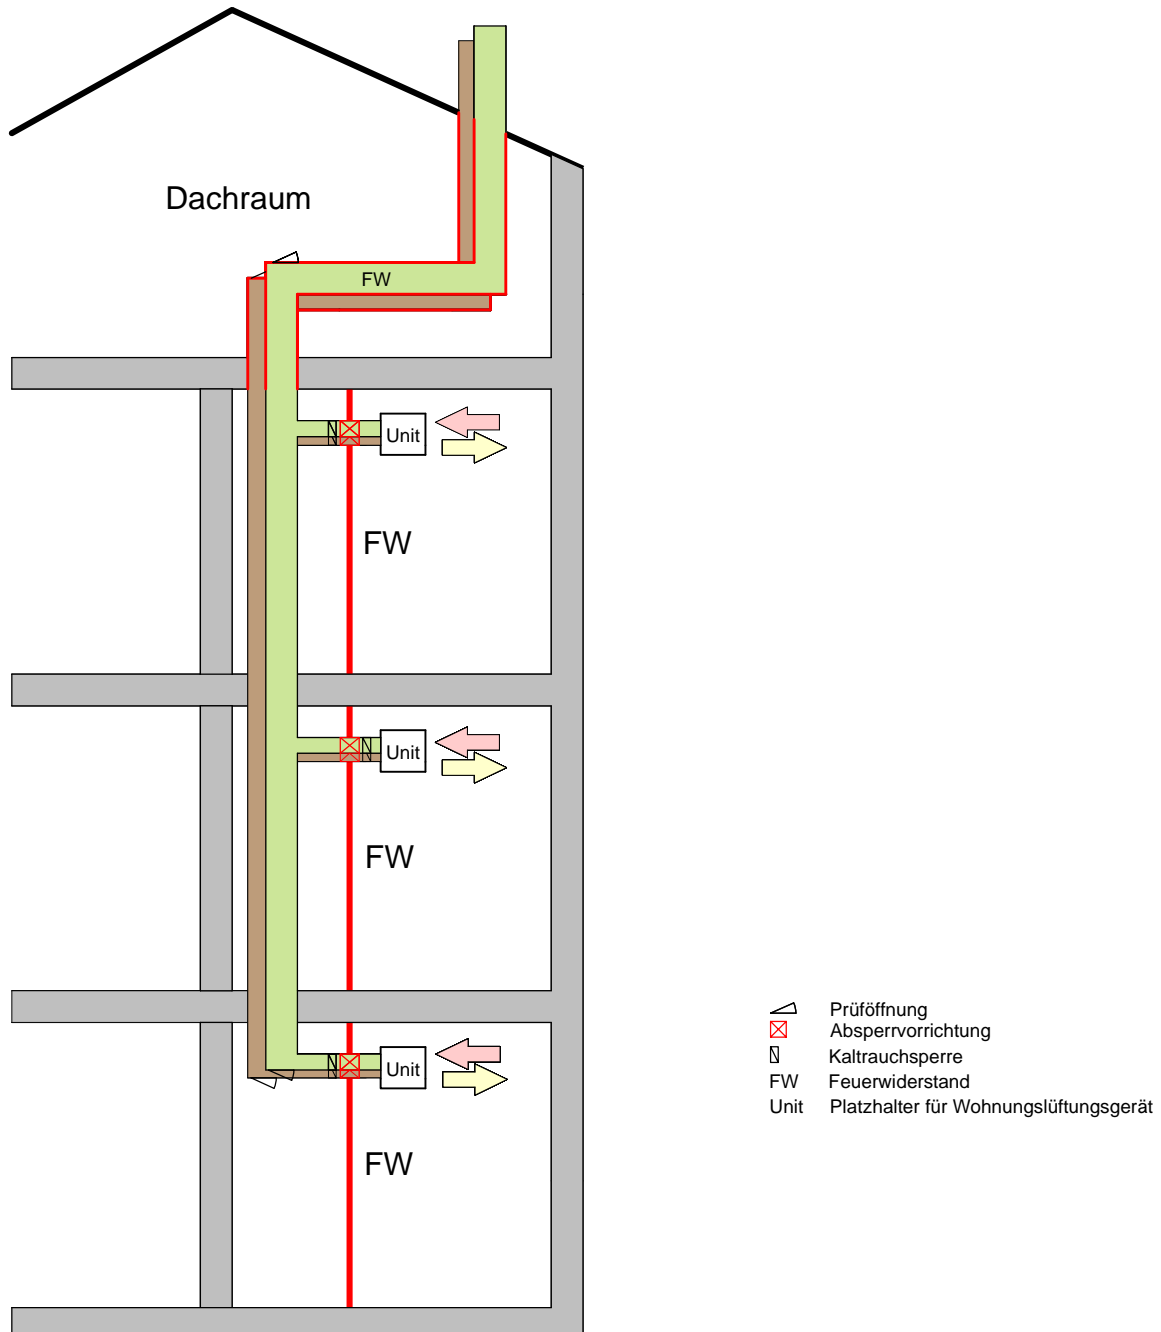 Dachraum
FW
Unit
FW
Unit
FW
Unit
FW
Prüföffnung
Absperrvorrichtung
Kaltrauchsperre
FW Feuerwiderstand
Unit Platzhalter für Wohnungslüftungsgerät